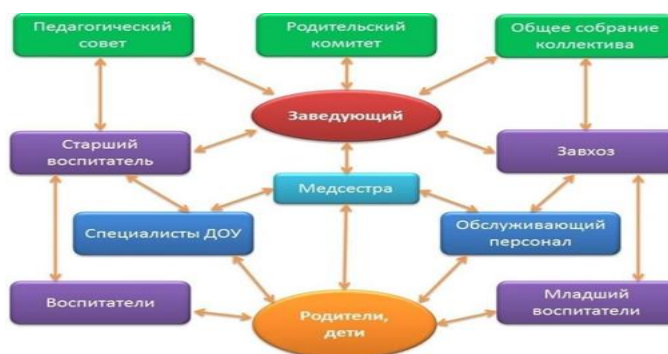 Педагогический
совет
Родительский
комитет
Общее собрание
коллектива
Заведующий
Старший
воспитатель
Завхоз
Медсестра
Специалисты ДОУ
Обслуживающий
персонал
Воспитатели
Родители,
дети
Младший
воспитатели